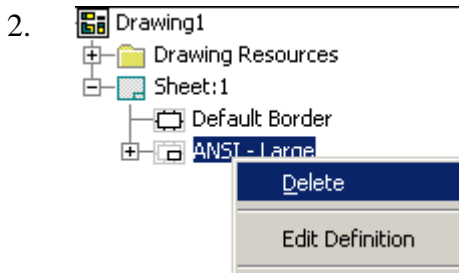 2.
Drawing1
Drawing Resources
Sheet:1
Default Border
ANSI - Large
Delete
Edit Definition